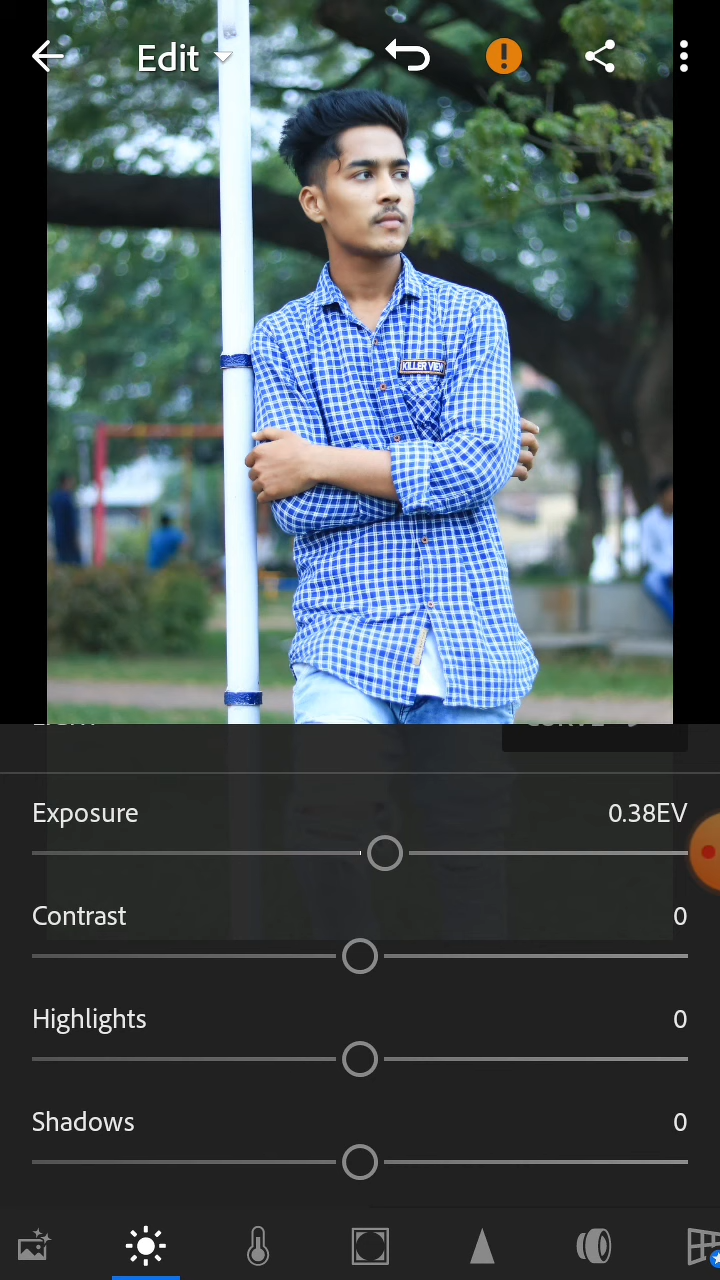 Edit
KILLER VIEW
Exposure
0.38EV
Contrast
0
Highlights
0
Shadows
0